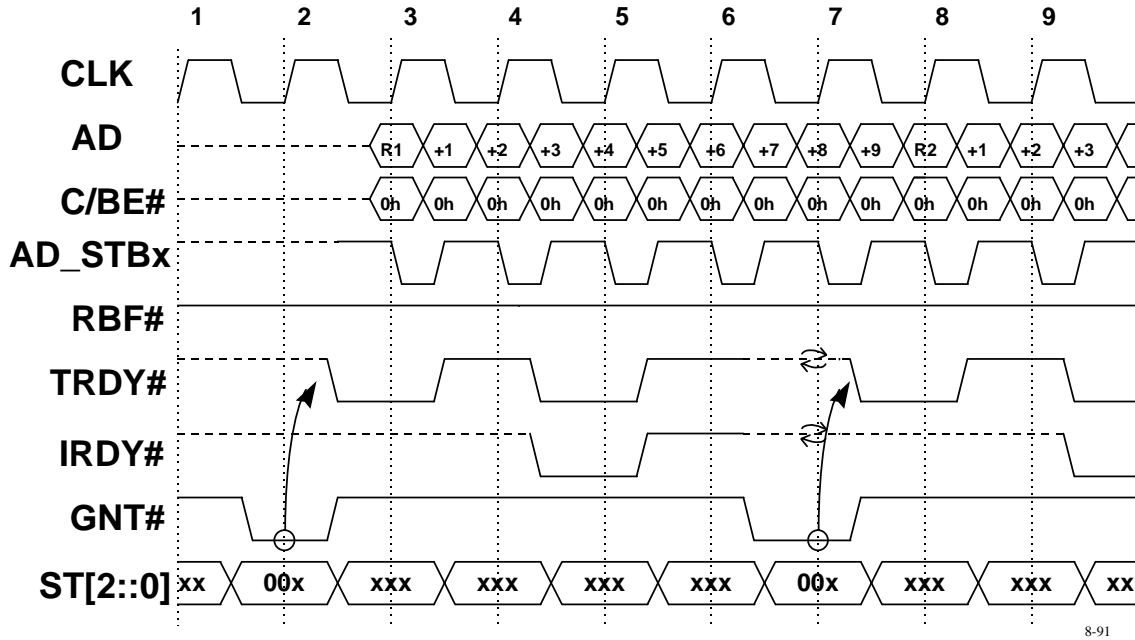 1 2 3 4 5 6 7 8 9
CLK
AD R1 +1 +2 +3 +4 +5 +6 +7 +8 +9 R2 +1 +2 +3
C/BE# 0h 0h 0h 0h 0h 0h 0h 0h 0h 0h 0h 0h 0h 0h
AD_STBx
RBF#
TRDY#
IRDY#
GNT#
ST[2::0] xx 00x xxx xxx xxx xxx 00x xxx xxx xx
8-91